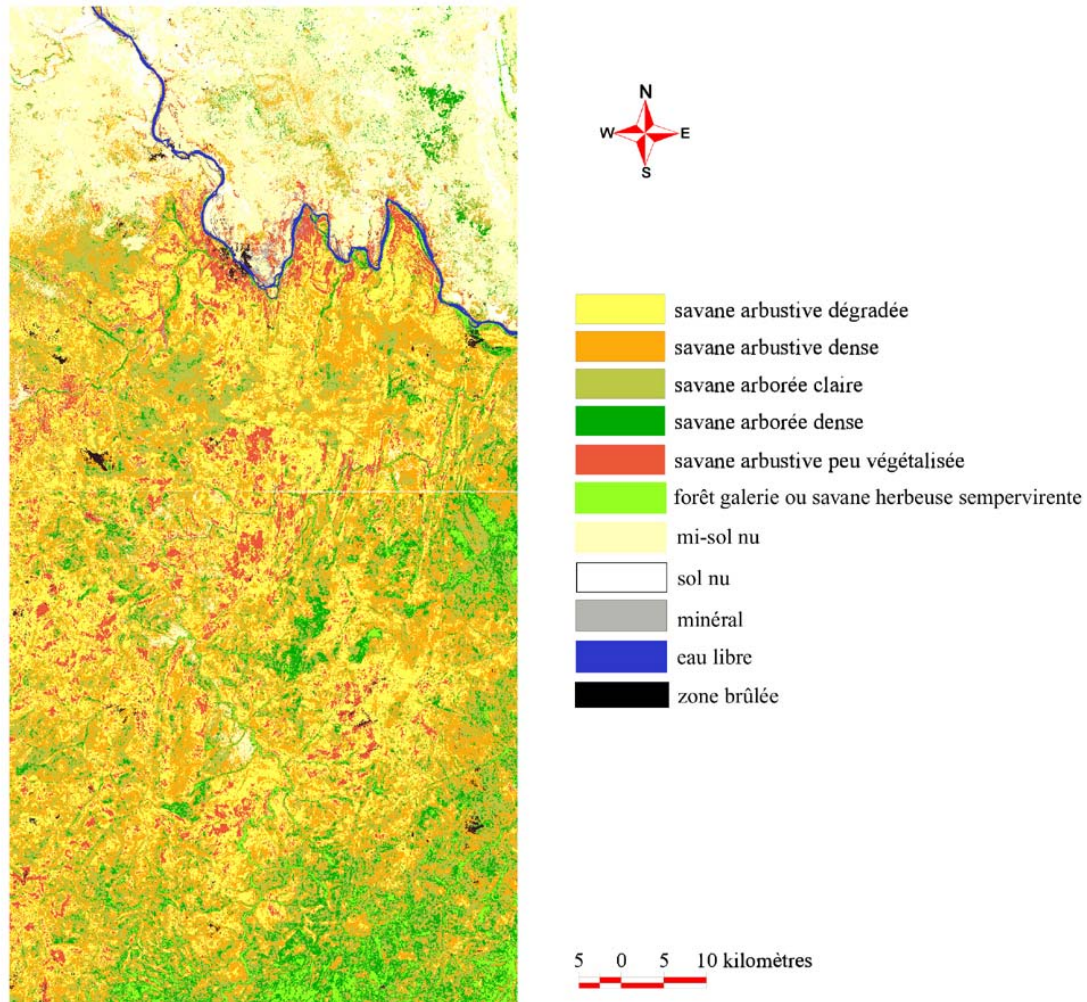 N
W E
S
savane arbustive dégradée
savane arbustive dense
savane arborée claire
savane arborée dense
savane arbustive peu végétalisée
forêt galerie ou savane herbeuse sempervirente
mi-sol nu
sol nu
minéral
eau libre
zone brûlée
5 0 5 10 kilomètres